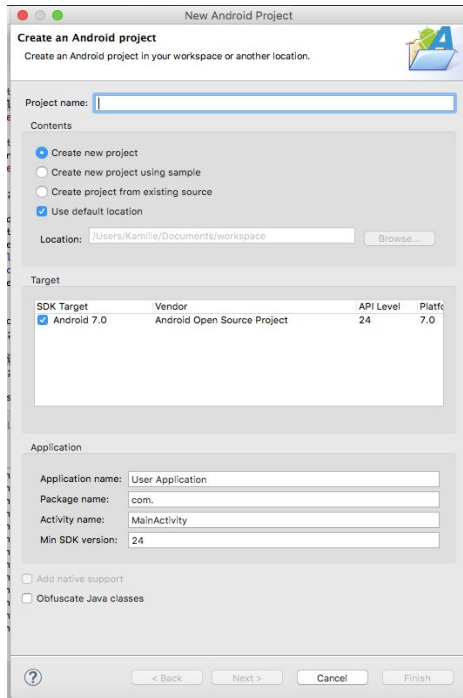 New Android Project
Create an Android project
Create an Android project in your workspace or another location.
Project name:
Contents
Create new project
Create new project using sample
Create project from existing source
Use default location
Location: /Users/Kamille/Documents/workspace Browse...
Target
SDK Target Vendor API Level Platfo
Android 7.0 Android Open Source Project 24 7.0
Application
Application name: User Application
Package name: com.
Activity name: MainActivity
Min SDK version: 24
Add native support
Obfuscate Java classes
? < Back Next > Cancel Finish